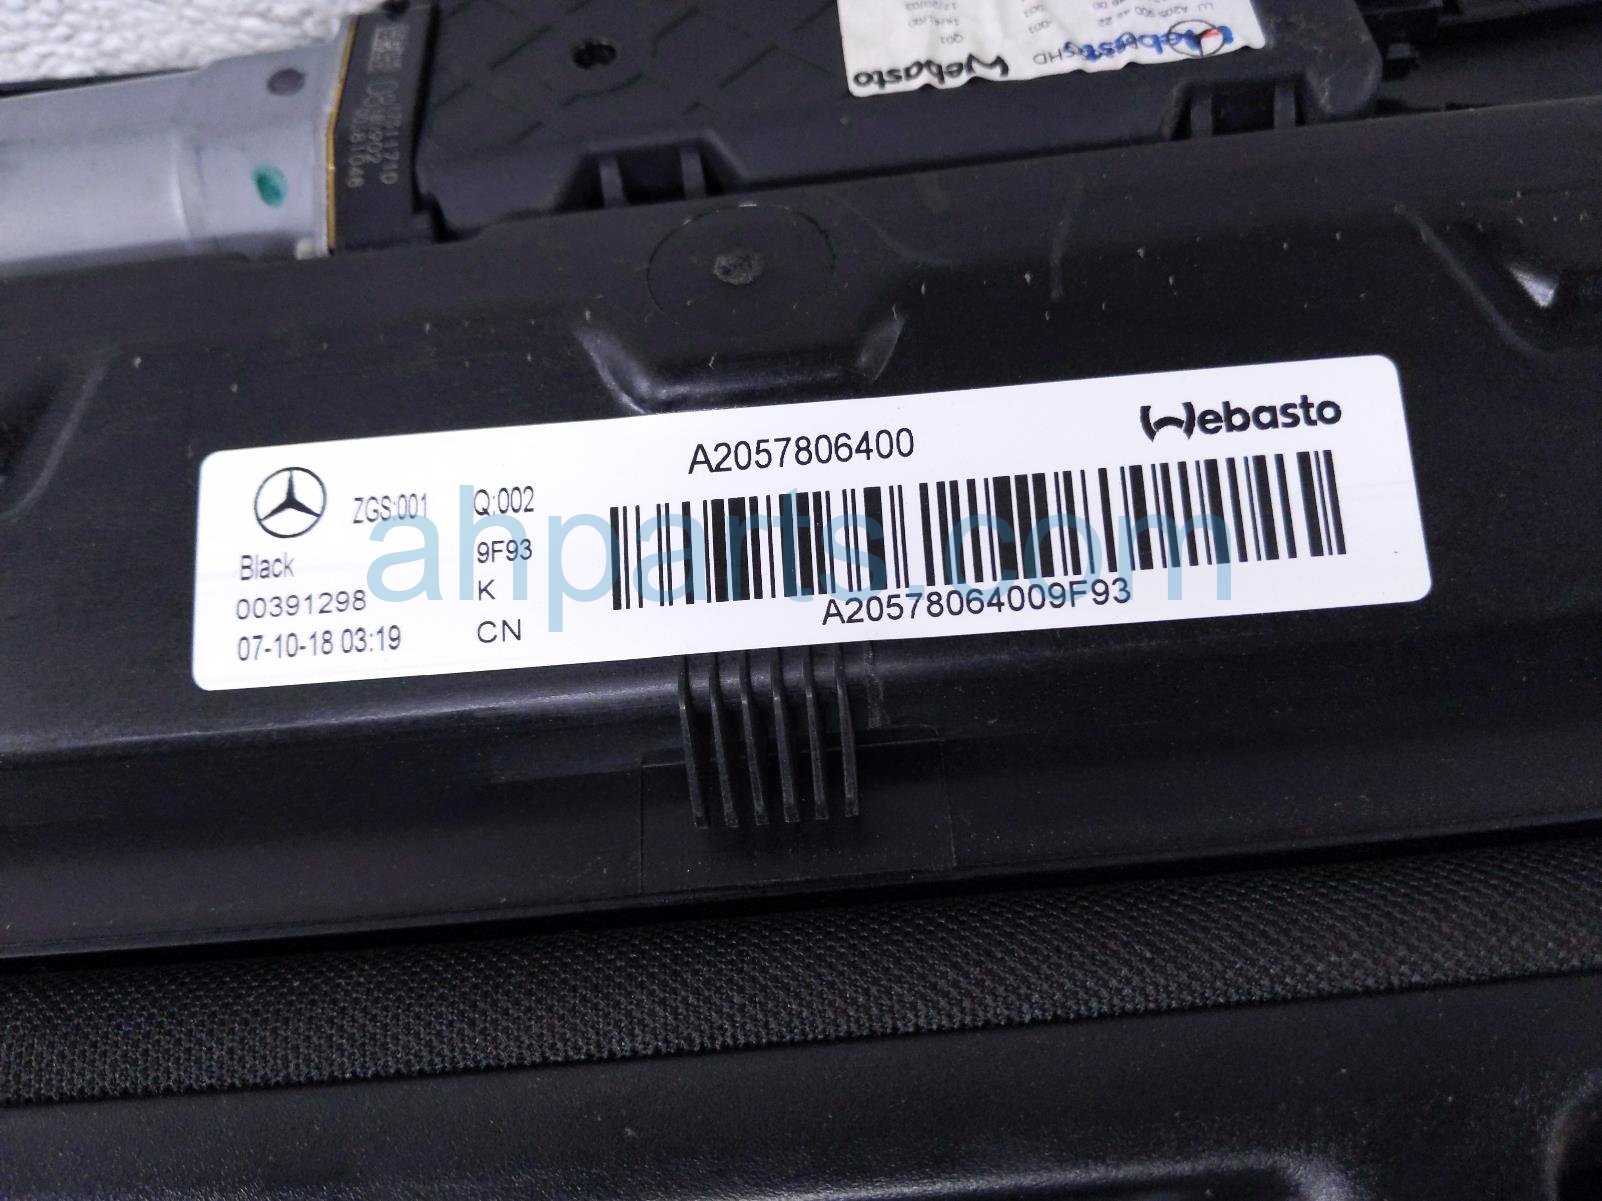 Webasto
A2057806400
Webasto
ZGS:001
Q:002
Black
9F93
00391298
K
07-10-18 03:19
CN
A20578064009F93
ahparts.com